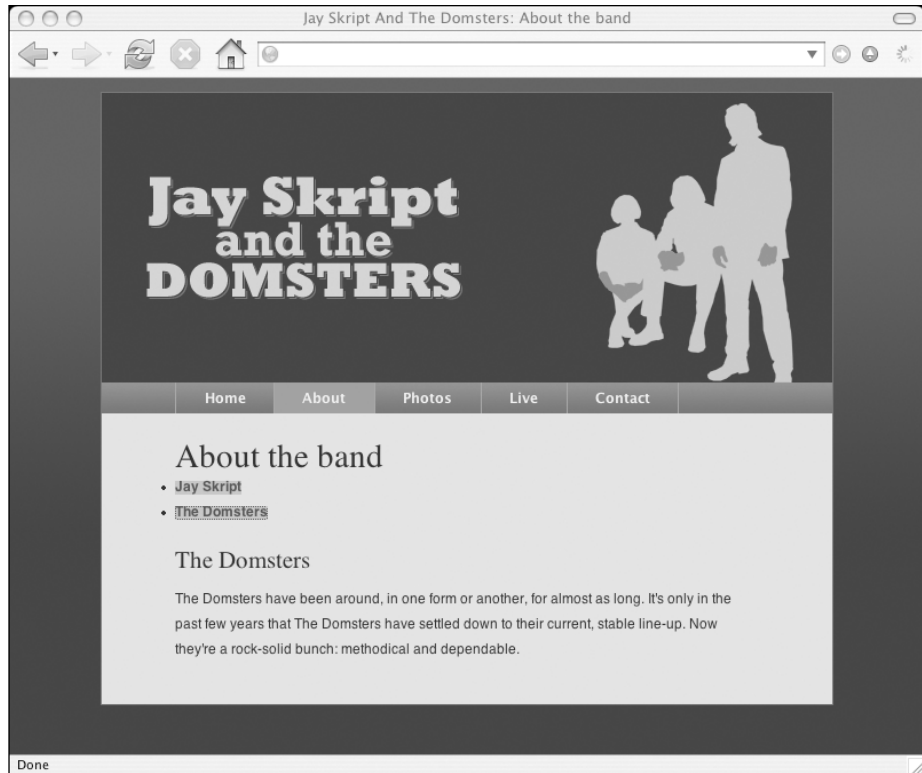 Jay Skript And The Domsters: About the band
Jay Skript
and the
DOMSTERS
Home About Photos Live Contact
About the band
Jay Skript
The Domsters
The Domsters
The Domsters have been around, in one form or another, for almost as long. It's only in the
past few years that The Domsters have settled down to their current, stable line-up. Now
they're a rock-solid bunch: methodical and dependable.
Done